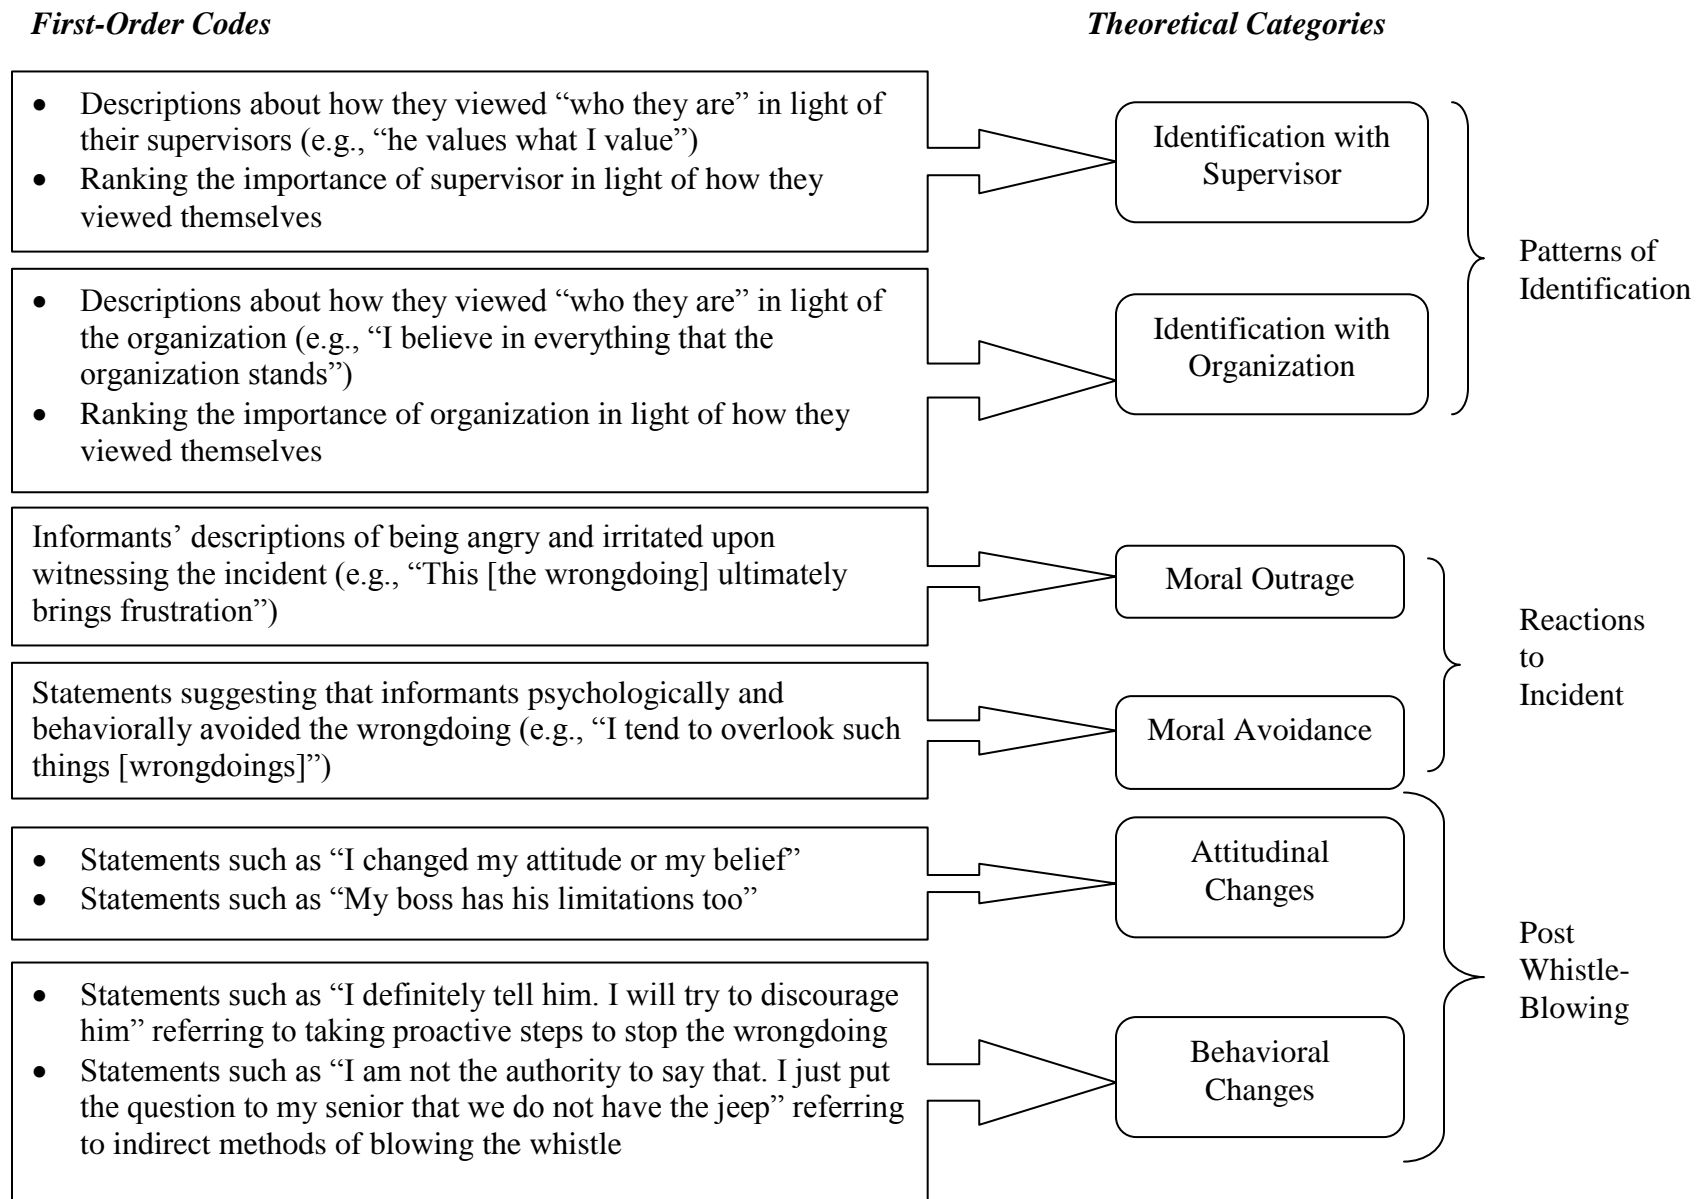 First-Order Codes
Theoretical Categories
• Descriptions about how they viewed “who they are” in light of
their supervisors (e.g., “he values what I value”)
• Ranking the importance of supervisor in light of how they
viewed themselves
Identification with
Supervisor
• Descriptions about how they viewed “who they are” in light of
the organization (e.g., “I believe in everything that the
organization stands”)
• Ranking the importance of organization in light of how they
viewed themselves
Identification with
Organization
Patterns of
Identification
Informants’ descriptions of being angry and irritated upon
witnessing the incident (e.g., “This [the wrongdoing] ultimately
brings frustration”)
Moral Outrage
Statements suggesting that informants psychologically and
behaviorally avoided the wrongdoing (e.g., “I tend to overlook such
things [wrongdoings]”)
Moral Avoidance
Reactions
to
Incident
• Statements such as “I changed my attitude or my belief”
• Statements such as “My boss has his limitations too”
Attitudinal
Changes
• Statements such as “I definitely tell him. I will try to discourage
him” referring to taking proactive steps to stop the wrongdoing
• Statements such as “I am not the authority to say that. I just put
the question to my senior that we do not have the jeep” referring
to indirect methods of blowing the whistle
Behavioral
Changes
Post
Whistle-
Blowing